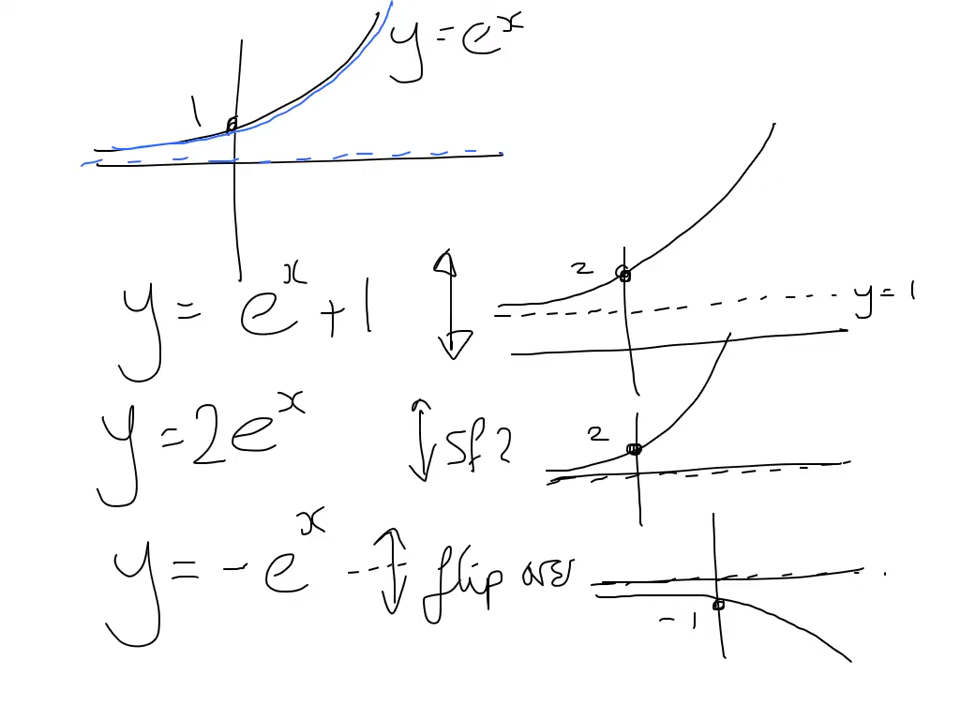 y = e^x
1
y = e^x + 1
2
y = 1
y = 2e^x
sf 2
2
y = -e^x
flip over
-1